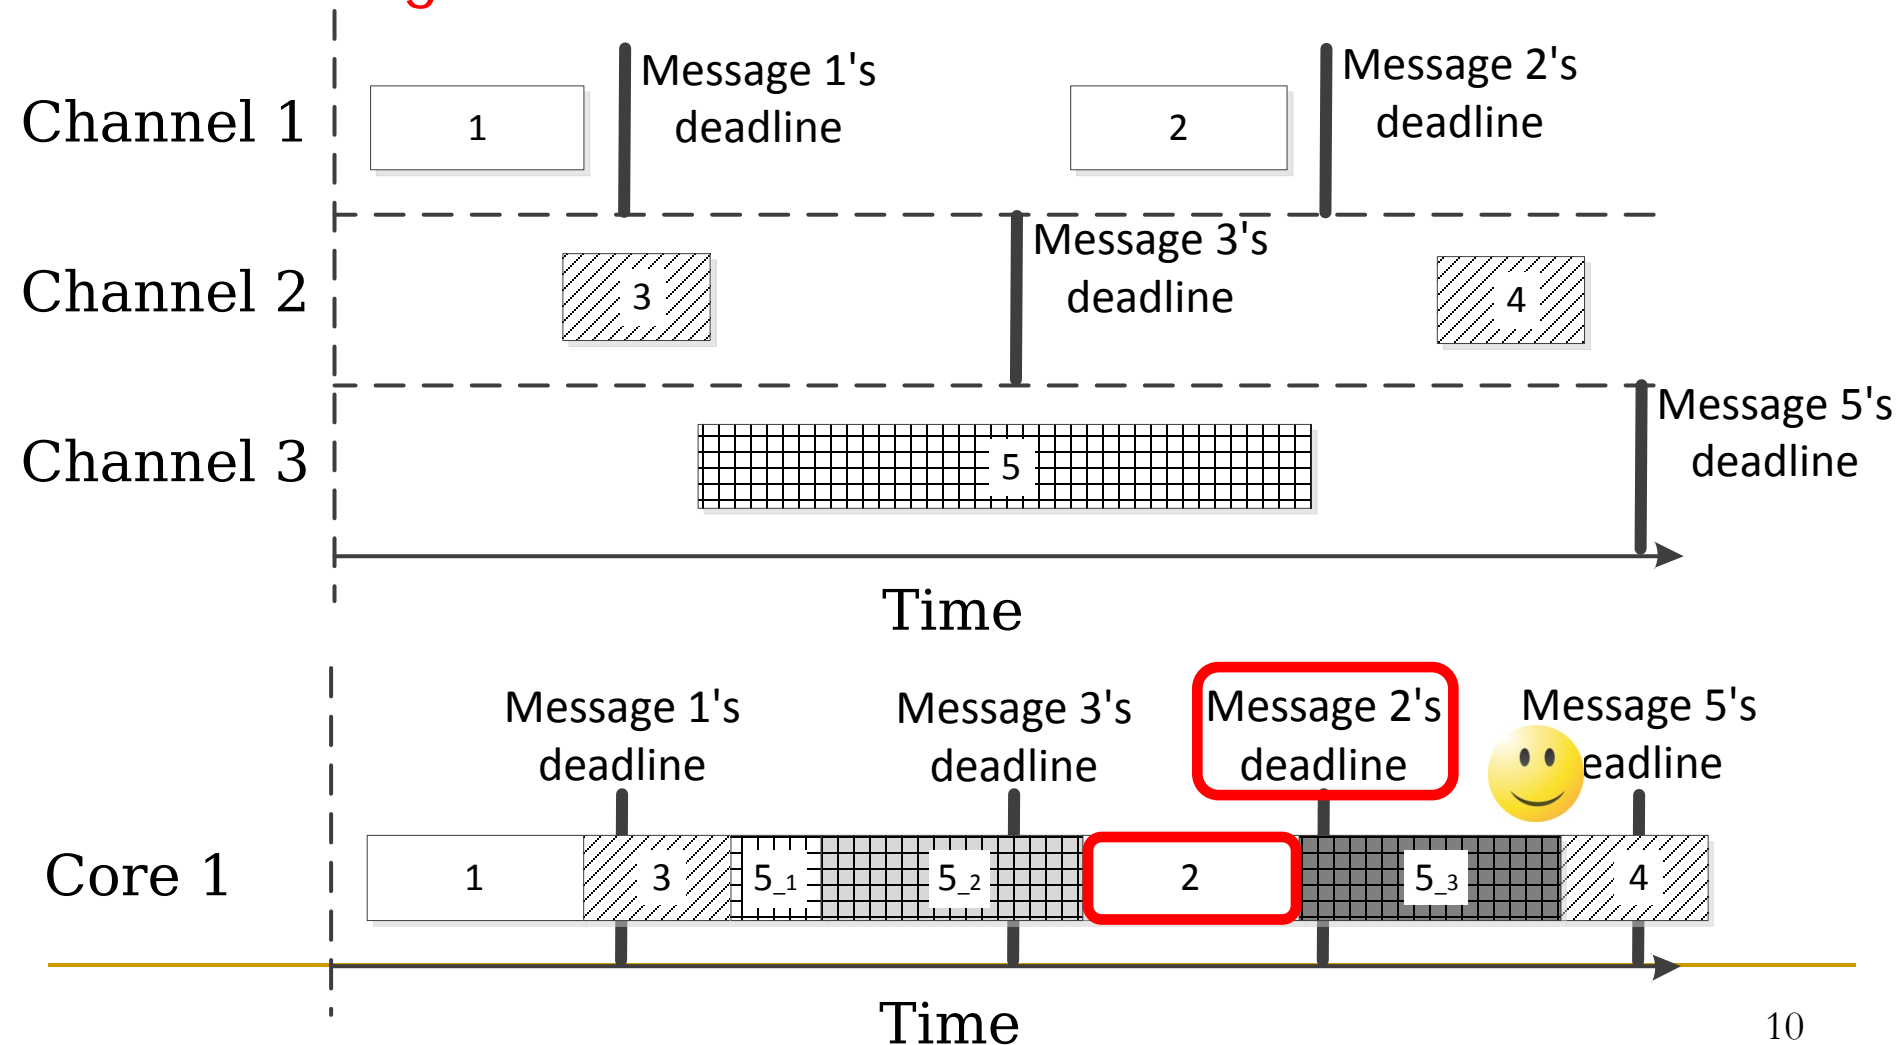 Message 1's
deadline
Message 2's
deadline
Channel 1
1
2
Message 3's
deadline
Channel 2
3
4
Message 5's
deadline
Channel 3
5
Time
Message 1's
deadline
Message 3's
deadline
Message 2's
deadline
Message 5's
eadline
Core 1
1
3
5_1
5_2
2
5_3
4
Time
10